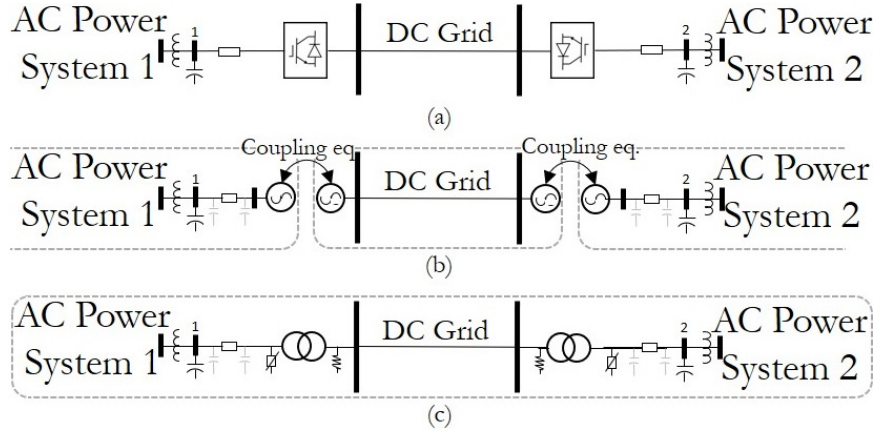 AC Power
System 1
1
DC Grid
2
AC Power
System 2
(a)
Coupling eq.
Coupling eq.
AC Power
System 1
1
DC Grid
2
AC Power
System 2
(b)
AC Power
System 1
1
DC Grid
2
AC Power
System 2
(c)